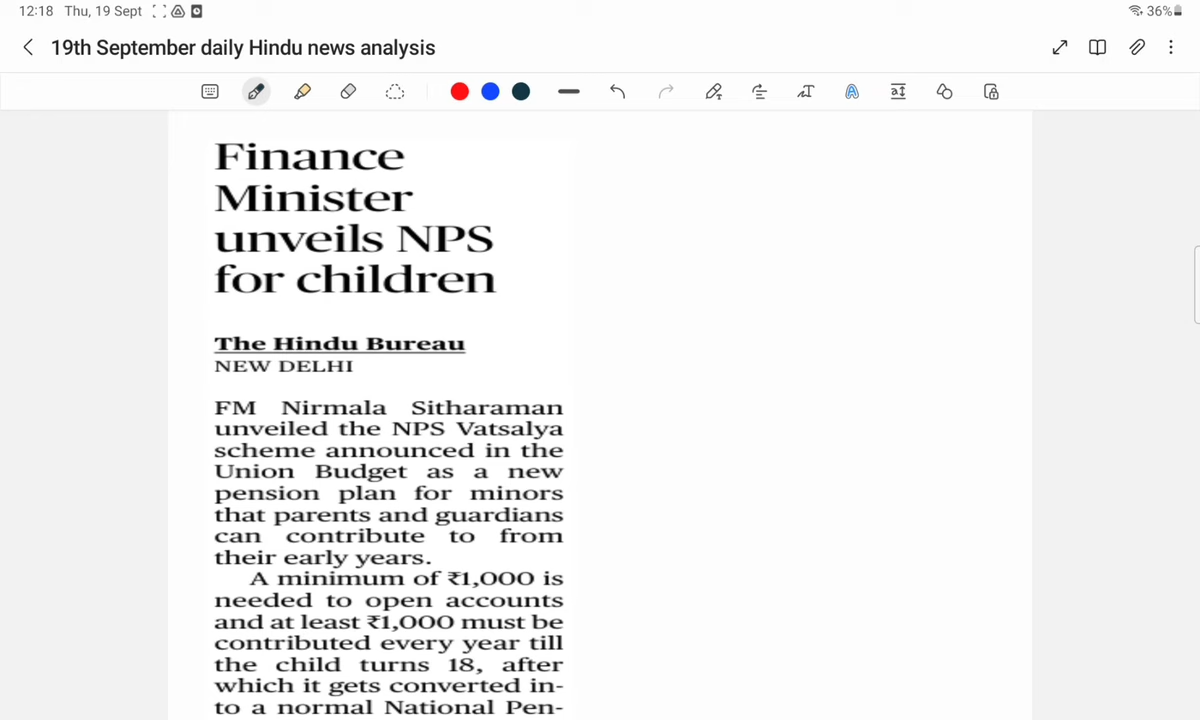 12:18 Thu, 19 Sept
36%
19th September daily Hindu news analysis
Finance
Minister
unveils NPS
for children
The Hindu Bureau
NEW DELHI
FM Nirmala Sitharaman
unveiled the NPS Vatsalya
scheme announced in the
Union Budget as a new
pension plan for minors
that parents and guardians
can contribute to from
their early years.
A minimum of ₹1,000 is
needed to open accounts
and at least ₹1,000 must be
contributed every year till
the child turns 18, after
which it gets converted in-
to a normal National Pen-